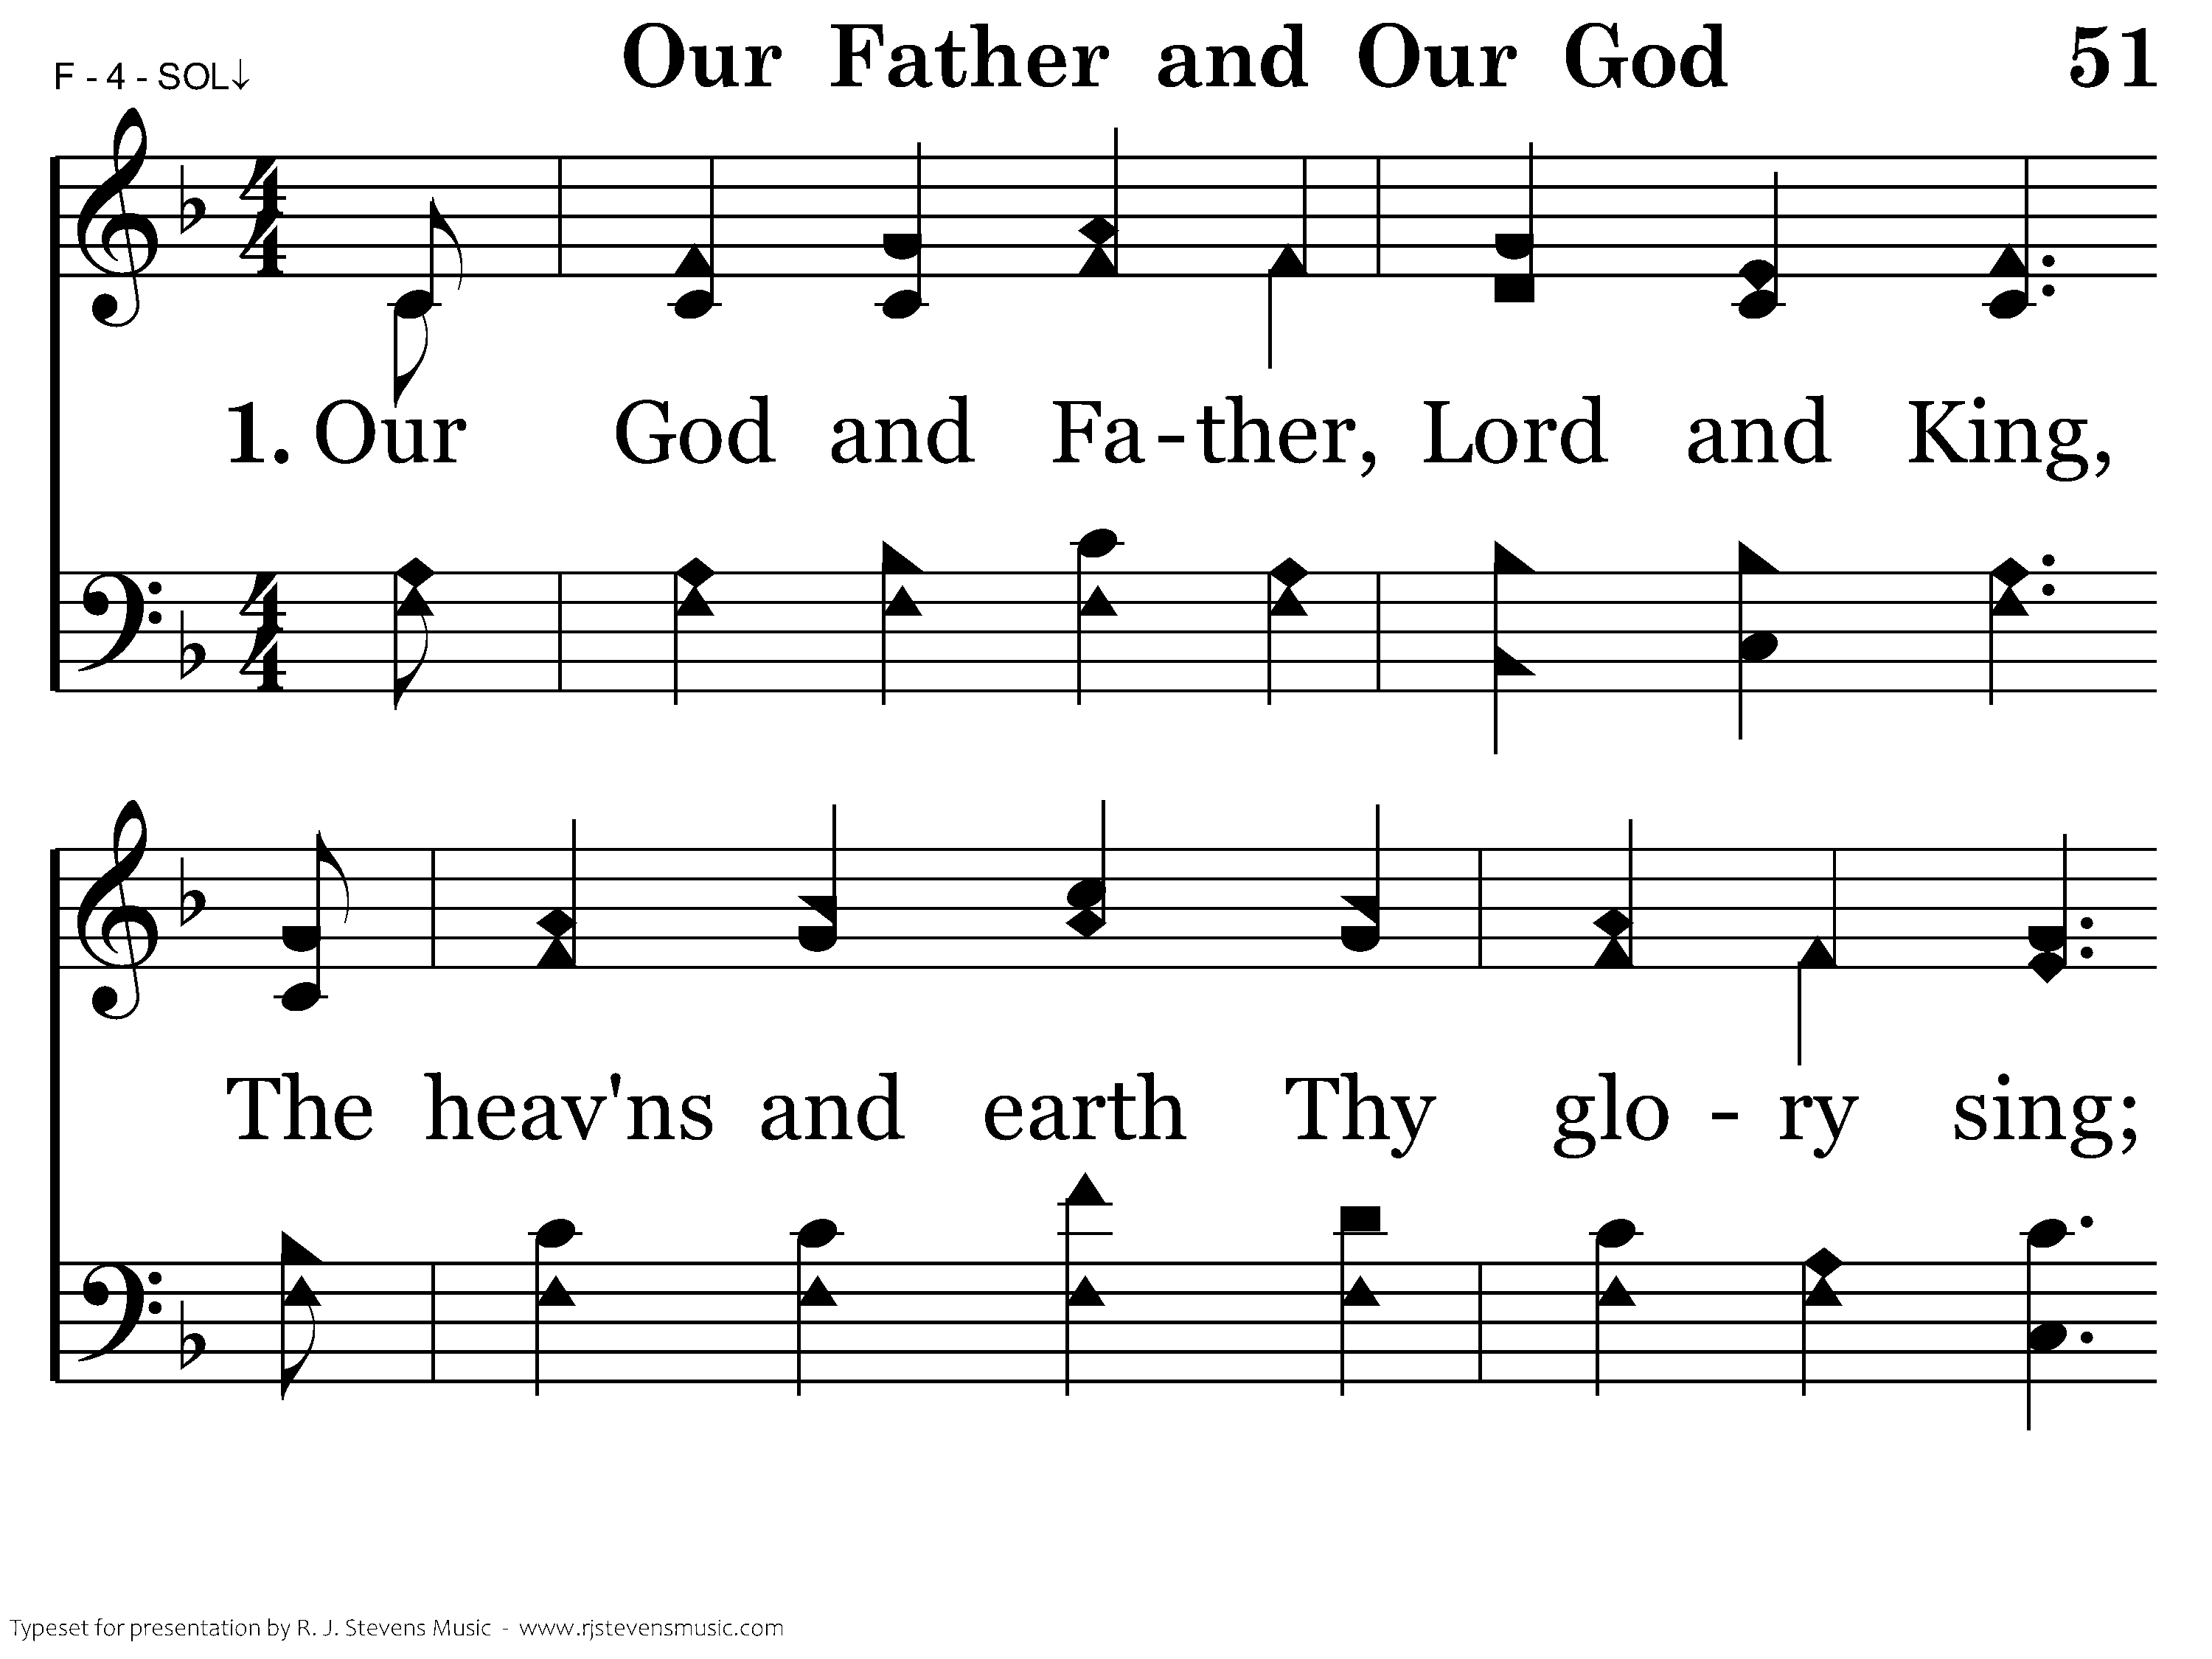 Our Father and Our God 51
F - 4 - SOL↓
1. Our God and Fa - ther, Lord and King,
The heav'ns and earth Thy glo - ry sing;
Typeset for presentation by R. J. Stevens Music - www.rjstevensmusic.com